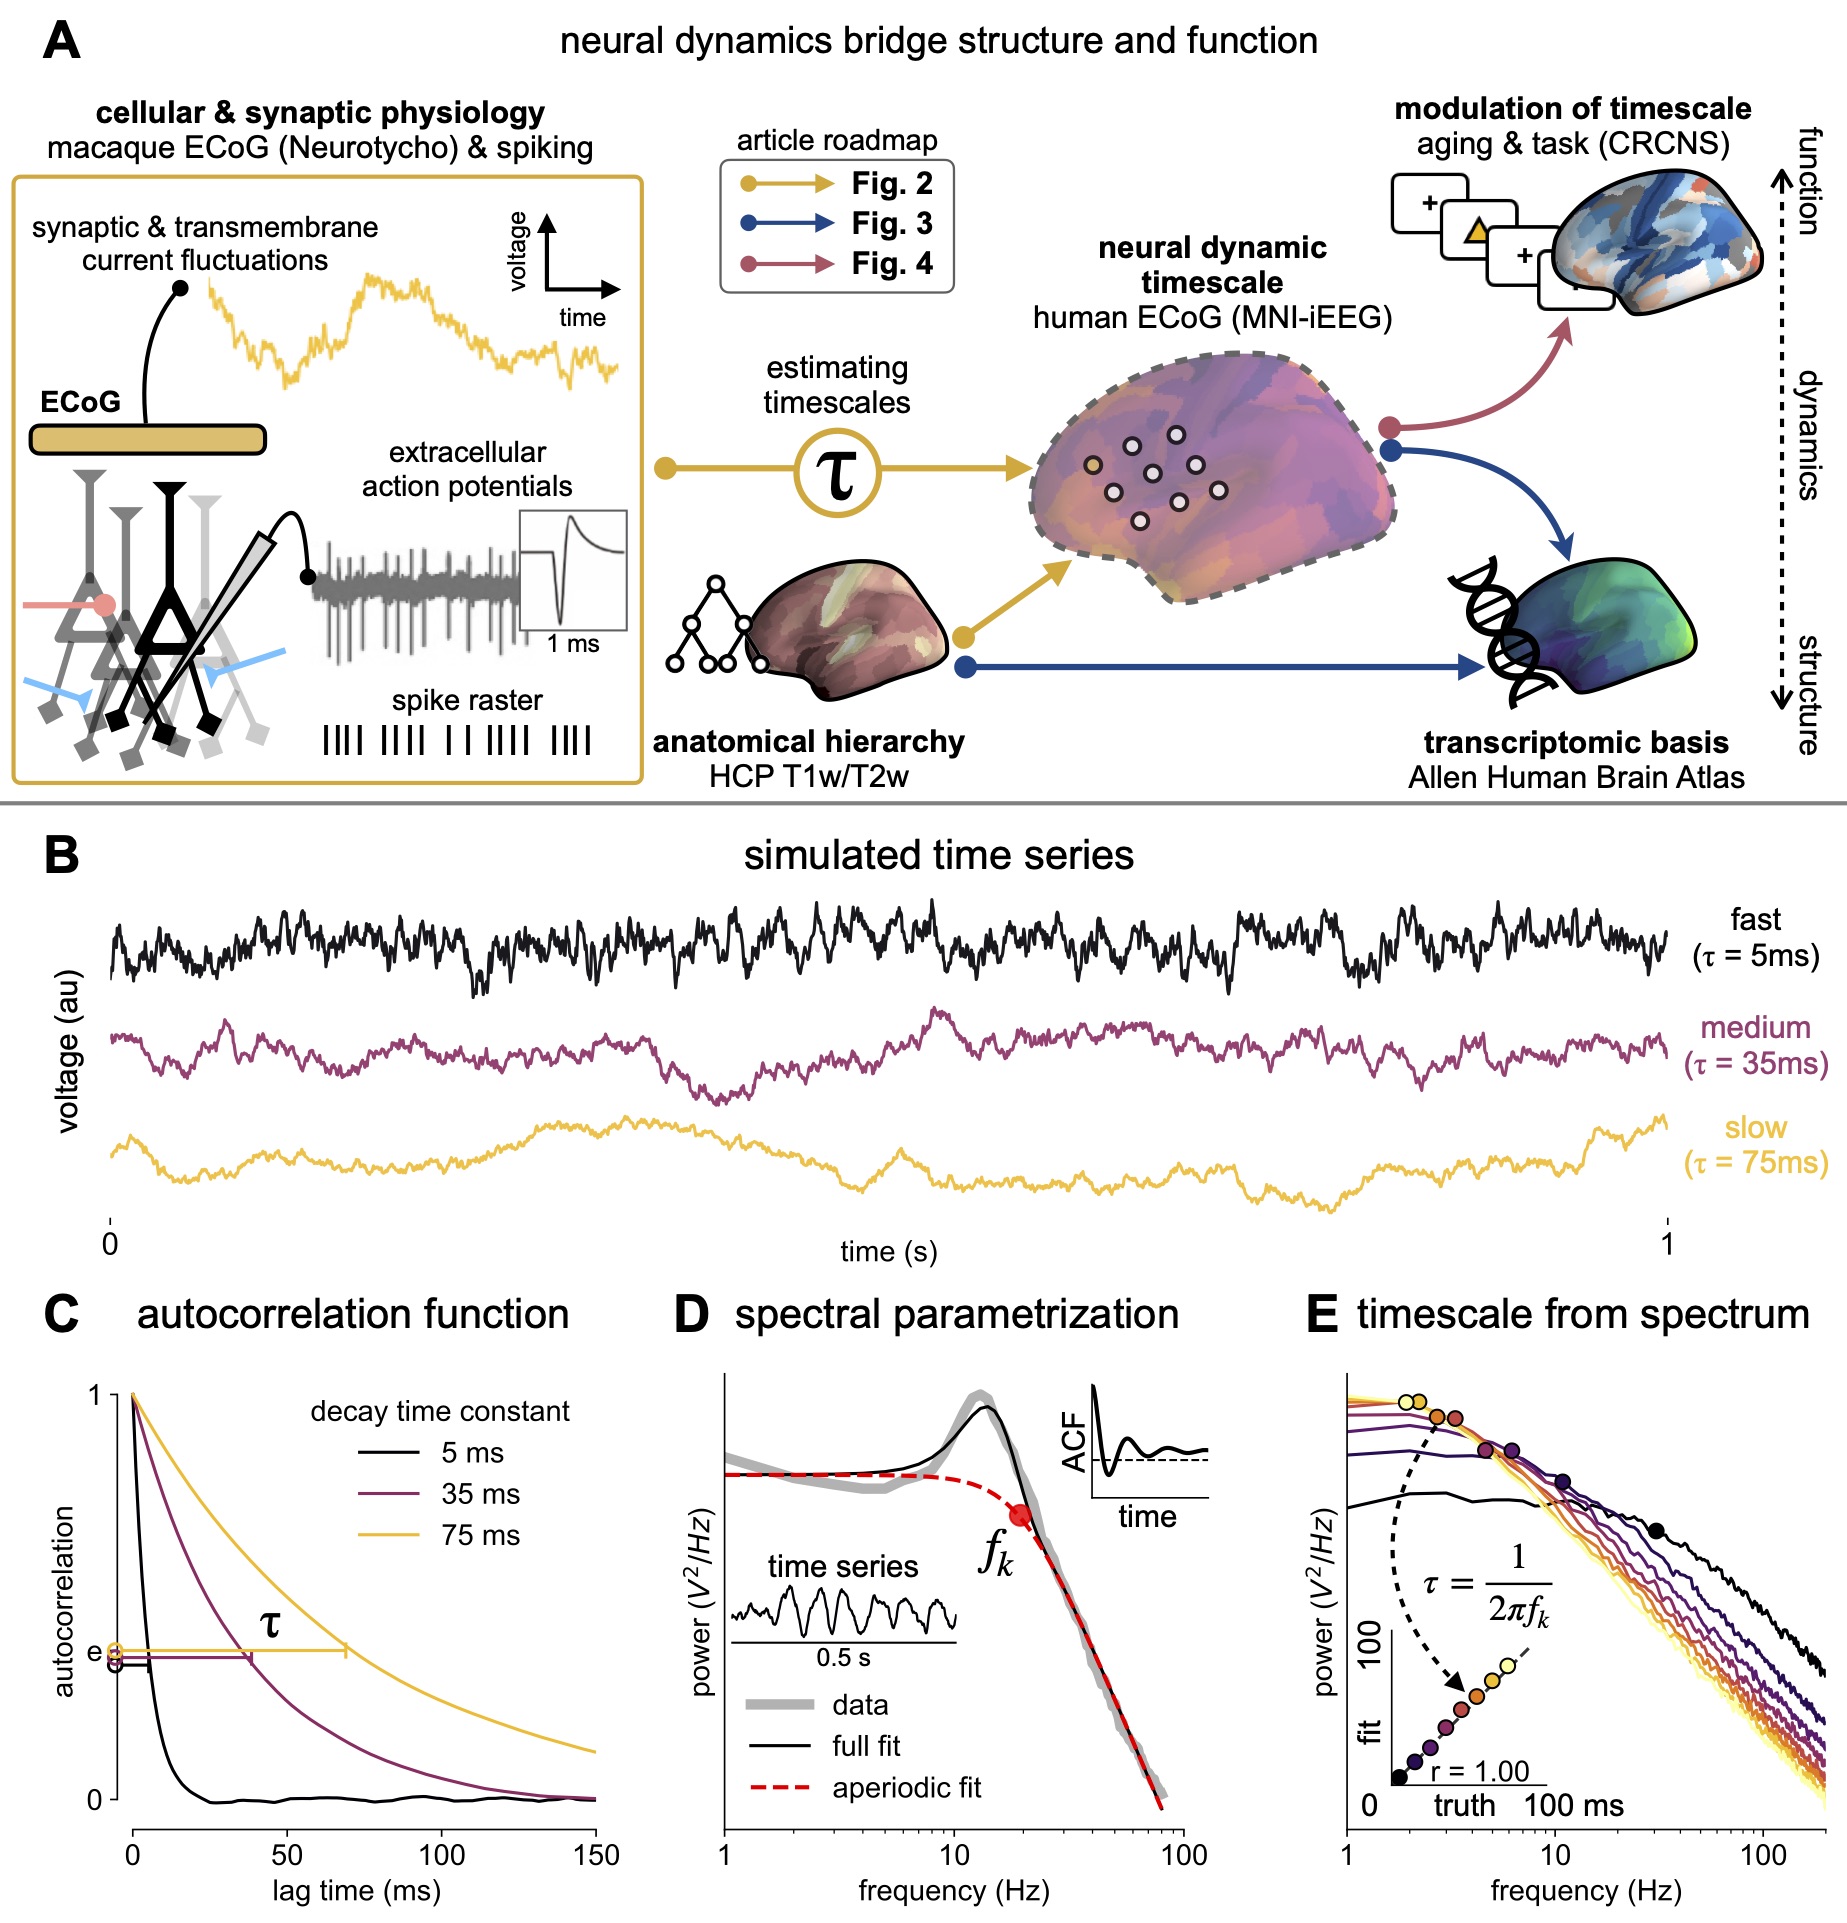 A
neural dynamics bridge structure and function
cellular & synaptic physiology
macaque ECoG (Neurotycho) & spiking
synaptic & transmembrane
current fluctuations
voltage
time
ECoG
extracellular
action potentials
1 ms
spike raster
article roadmap
Fig. 2
Fig. 3
Fig. 4
estimating
timescales
τ
neural dynamic
timescale
human ECoG (MNI-iEEG)
anatomical hierarchy
HCP T1w/T2w
modulation of timescale
aging & task (CRCNS)
transcriptomic basis
Allen Human Brain Atlas
function
dynamics
structure
B
simulated time series
voltage (au)
fast
(τ = 5ms)
medium
(τ = 35ms)
slow
(τ = 75ms)
0
time (s)
1
C
autocorrelation function
decay time constant
5 ms
35 ms
75 ms
τ
autocorrelation
1
e
0
0 50 100 150
lag time (ms)
D
spectral parametrization
ACF
time
fk
time series
0.5 s
data
full fit
aperiodic fit
power (V²/Hz)
1 10 100
frequency (Hz)
E
timescale from spectrum
τ = 1 / 2πfk
power (V²/Hz)
100
fit
r = 1.00
0 truth 100 ms
1 10 100
frequency (Hz)